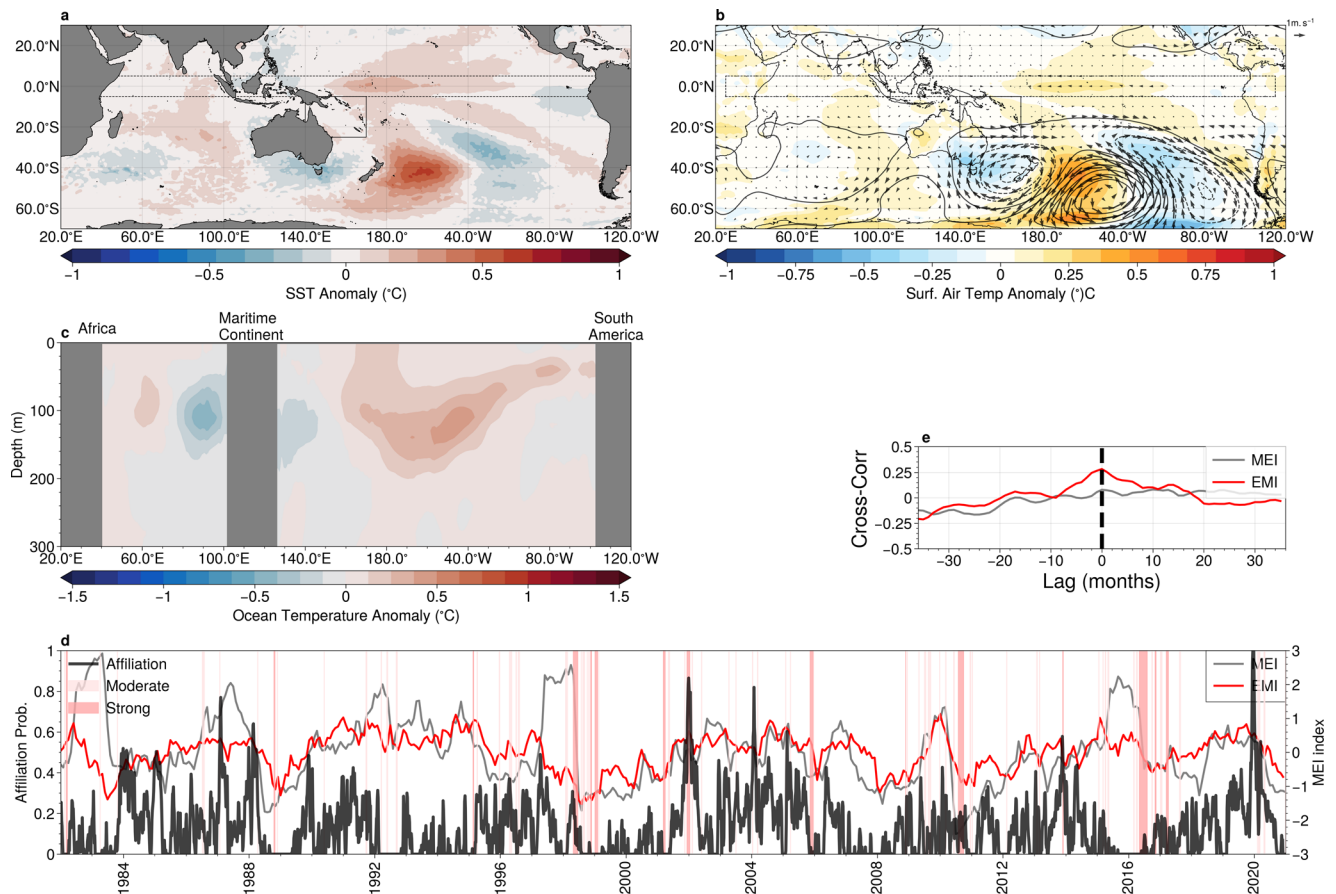 a
20.0°N
0.0°N
20.0°S
40.0°S
60.0°S
20.0°E 60.0°E 100.0°E 140.0°E 180.0° 40.0°W 80.0°W 120.0°W
−1 −0.5 0 0.5 1
SST Anomaly (°C)
b
1m. s⁻¹
20.0°N
0.0°N
20.0°S
40.0°S
60.0°S
20.0°E 60.0°E 100.0°E 140.0°E 180.0° 40.0°W 80.0°W 120.0°W
−1 −0.75 −0.5 −0.25 0 0.25 0.5 0.75 1
Surf. Air Temp Anomaly (°)C
c
Africa
Maritime
Continent
South
America
Depth (m)
0
100
200
300
20.0°E 60.0°E 100.0°E 140.0°E 180.0° 40.0°W 80.0°W 120.0°W
−1.5 −1 −0.5 0 0.5 1 1.5
Ocean Temperature Anomaly (°C)
e
Cross-Corr
0.5
0.25
0
−0.25
−0.5
MEI
EMI
−30 −20 −10 0 10 20 30
Lag (months)
d
Affiliation Prob.
1
0.8
0.6
0.4
0.2
0
Affiliation
Moderate
Strong
MEI
EMI
3
2
1
0
−1
−2
−3
MEI Index
1984 1988 1992 1996 2000 2004 2008 2012 2016 2020